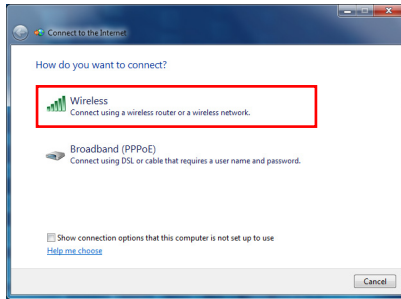 Connect to the Internet
How do you want to connect?
Wireless
Connect using a wireless router or a wireless network.
Broadband (PPPoE)
Connect using DSL or cable that requires a user name and password.
Show connection options that this computer is not set up to use
Help me choose
Cancel